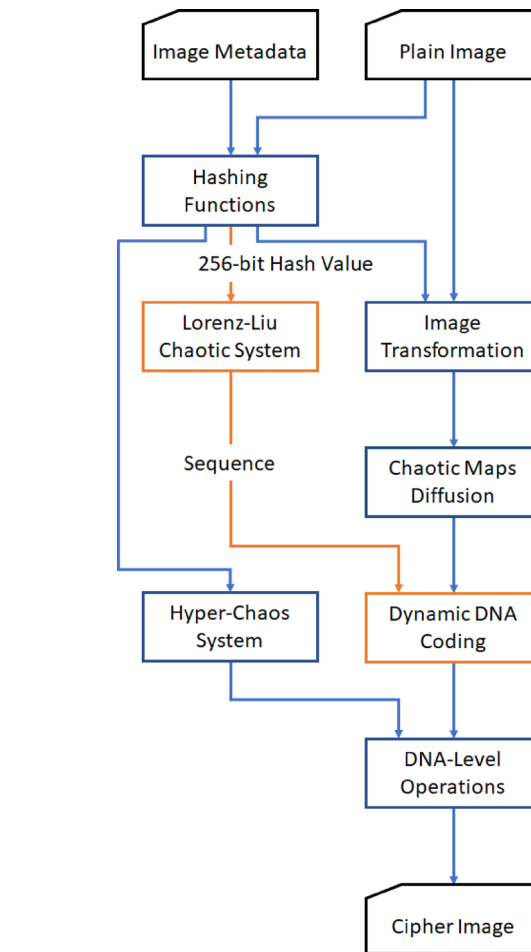 Image Metadata
Plain Image
Hashing
Functions
256-bit Hash Value
Lorenz-Liu
Chaotic System
Image
Transformation
Sequence
Chaotic Maps
Diffusion
Hyper-Chaos
System
Dynamic DNA
Coding
DNA-Level
Operations
Cipher Image